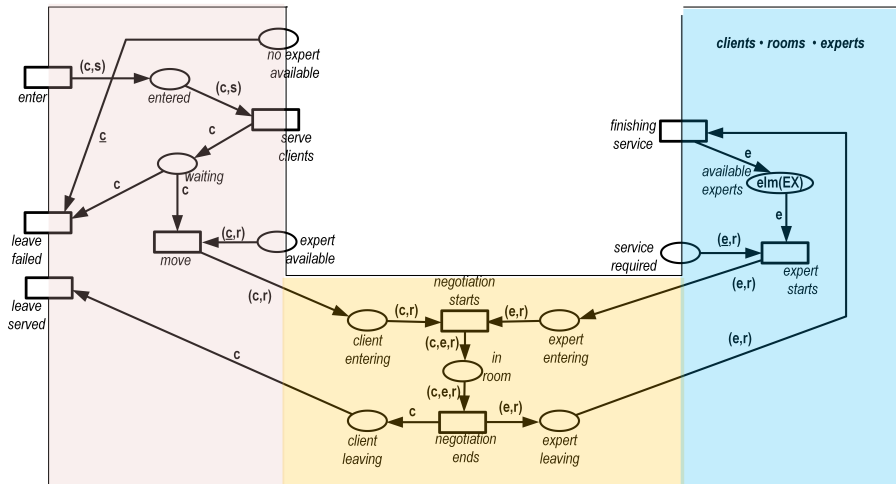 clients • rooms • experts
no expert
available
(c,s)
enter
entered
(c,s)
serve
clients
c
c
waiting
c
c
leave
failed
move
(c,r)
expert
available
leave
served
(c,r)
finishing
service
e
available
experts
elm(EX)
e
service
required
(e,r)
expert
starts
(e,r)
(e,r)
negotiation
starts
(c,r)
(e,r)
client
entering
expert
entering
(c,e,r)
in
room
(c,e,r)
c
c
(e,r)
client
leaving
negotiation
ends
expert
leaving